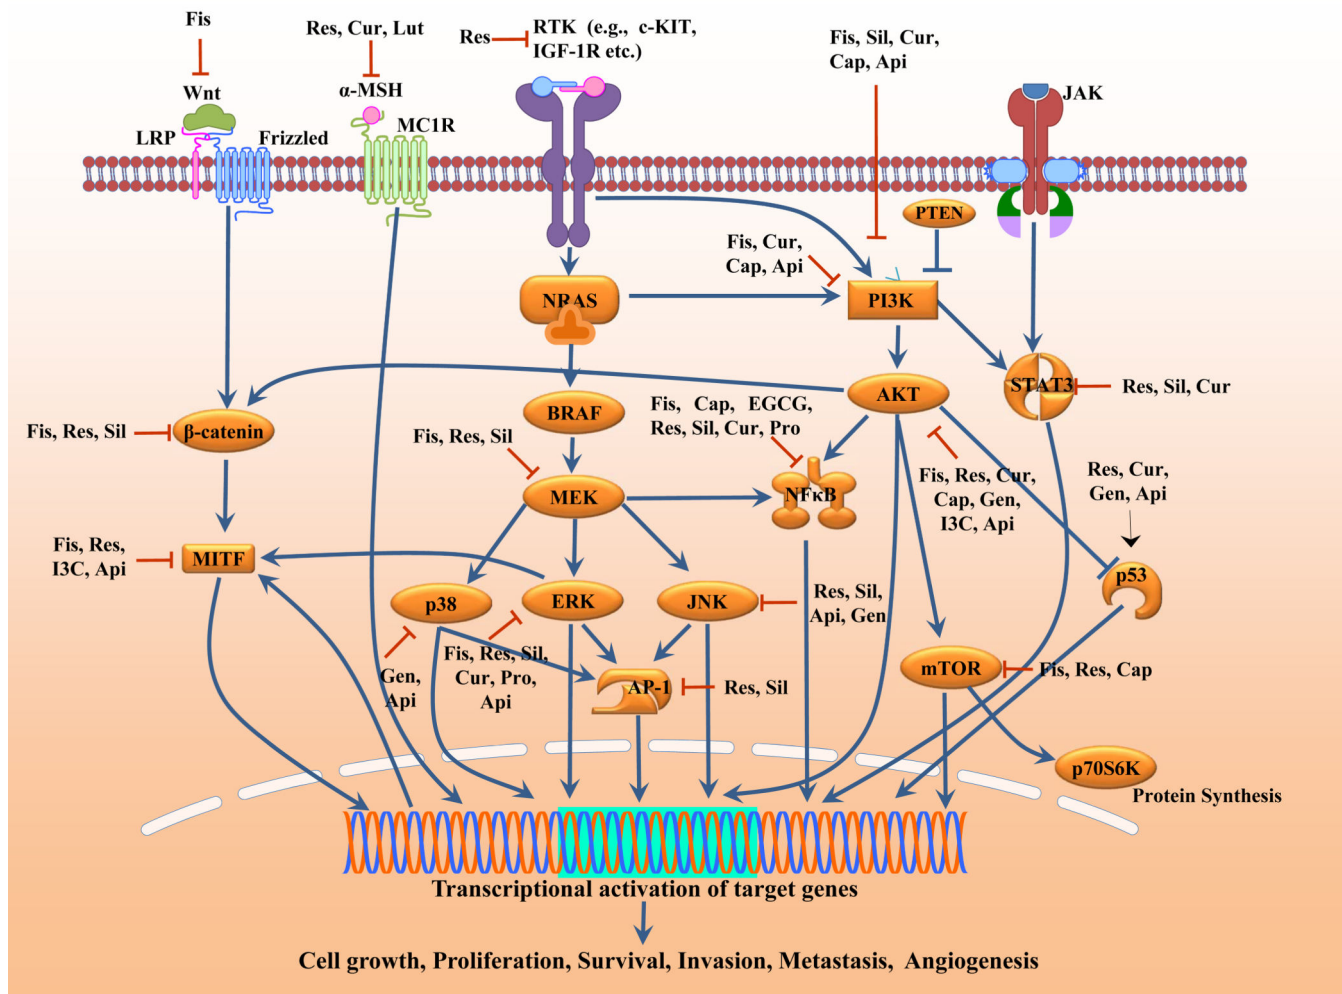 Fis
Wnt
LRP
Frizzled
Res, Cur, Lut
α-MSH
MC1R
Res
RTK (e.g., c-KIT,
IGF-1R etc.)
Fis, Sil, Cur,
Cap, Api
JAK
PTEN
Fis, Cur,
Cap, Api
NRAS
PI3K
STAT3
Res, Sil, Cur
AKT
BRAF
Fis, Cap, EGCG,
Res, Sil, Cur, Pro
Fis, Res, Sil
β-catenin
Fis, Res, Sil
MEK
NFκB
Fis, Res, Cur,
Cap, Gen,
I3C, Api
Res, Cur,
Gen, Api
Fis, Res,
I3C, Api
MITF
p53
p38
ERK
JNK
Res, Sil,
Api, Gen
Gen,
Api
Fis, Res, Sil,
Cur, Pro,
Api
AP-1
Res, Sil
mTOR
Fis, Res, Cap
p70S6K
Protein Synthesis
Transcriptional activation of target genes
Cell growth, Proliferation, Survival, Invasion, Metastasis, Angiogenesis